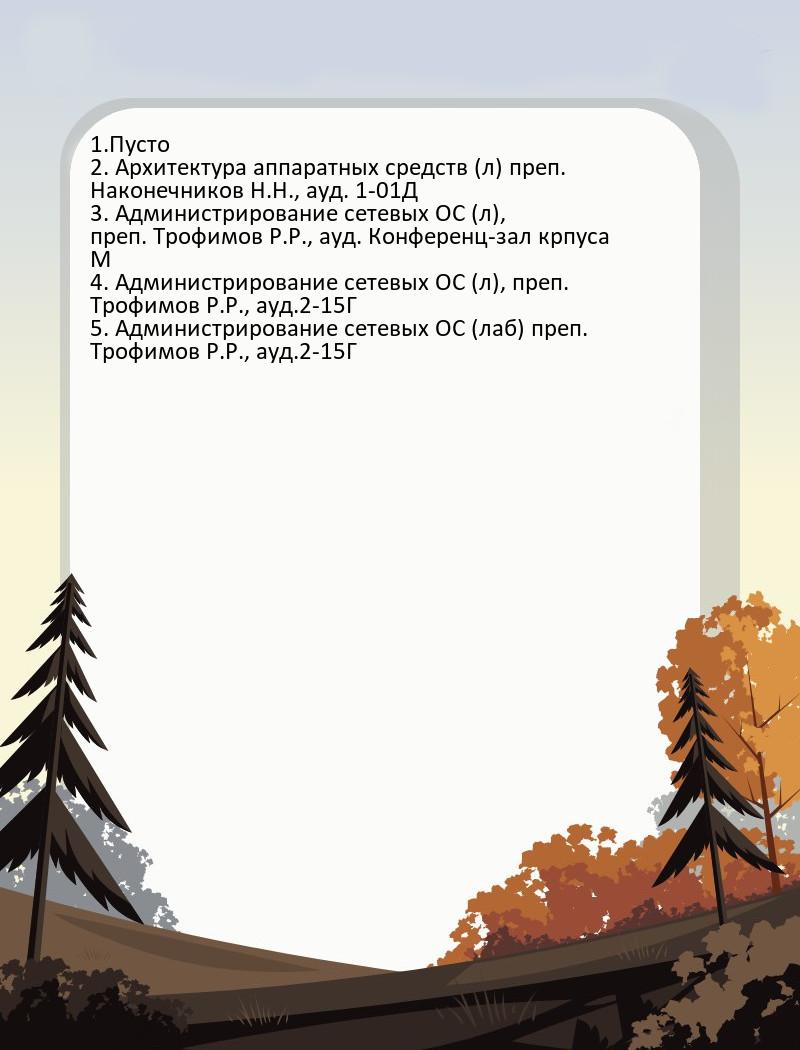 1.Пусто
2. Архитектура аппаратных средств (л) преп.
Наконечников Н.Н., ауд. 1-01Д
3. Администрирование сетевых ОС (л),
преп. Трофимов Р.Р., ауд. Конференц-зал крпуса
М
4. Администрирование сетевых ОС (л), преп.
Трофимов Р.Р., ауд.2-15Г
5. Администрирование сетевых ОС (лаб) преп.
Трофимов Р.Р., ауд.2-15Г